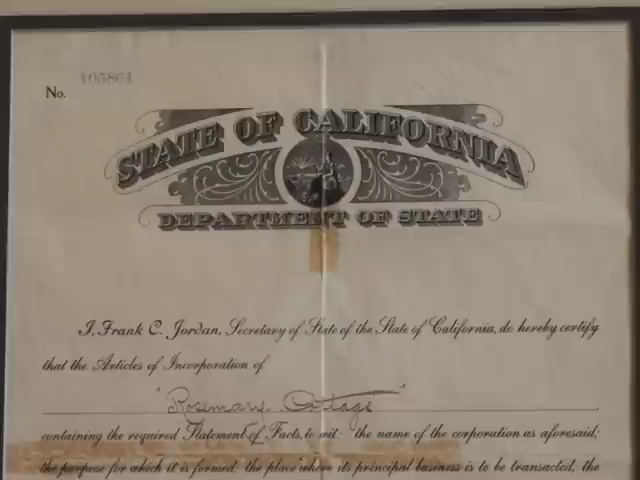 No. 105861
STATE OF CALIFORNIA
DEPARTMENT OF STATE
I, Frank C. Jordan, Secretary of State of the State of California, do hereby certify
that the Articles of Incorporation of
"Rosemary Cottage"
containing the required Statement of Facts, to wit: the name of the corporation as aforesaid;
the purpose for which it is formed the place where its principal business is to be transacted, the